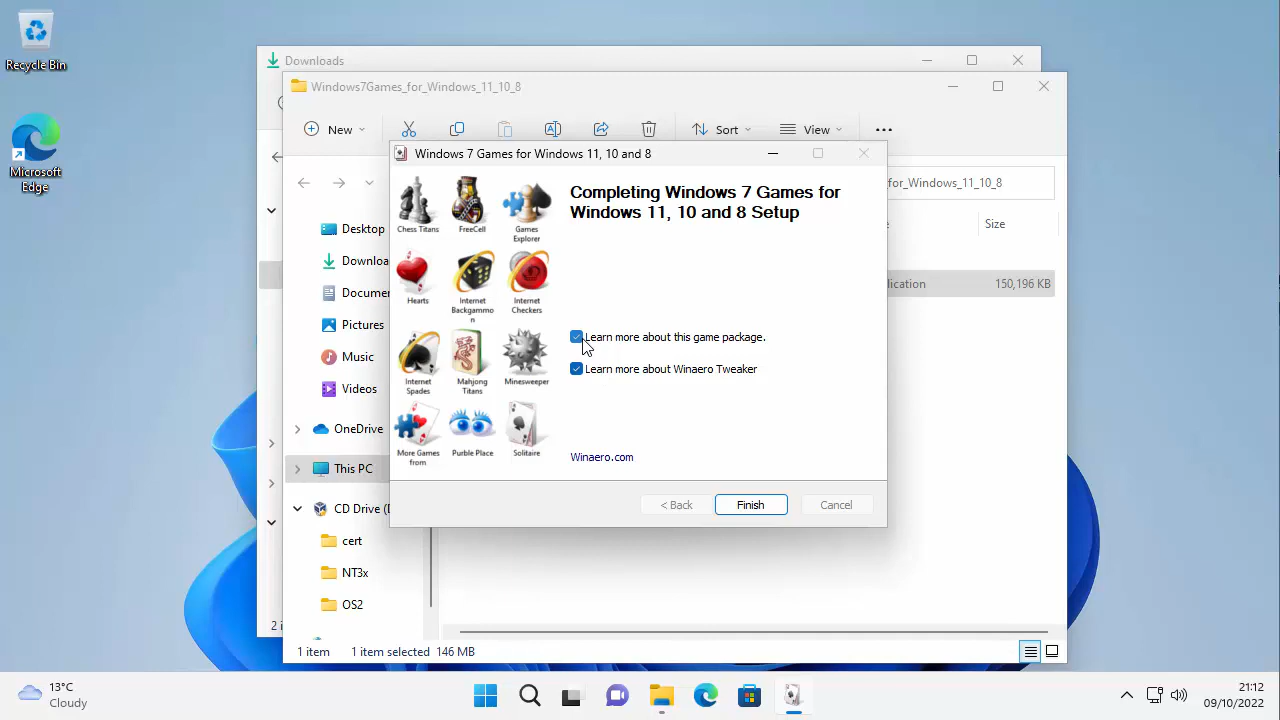 Recycle Bin
Microsoft
Edge
Downloads
Windows7Games_for_Windows_11_10_8
New
Sort
View
Windows 7 Games for Windows 11, 10 and 8
for_Windows_11_10_8
Size
lication
150,196 KB
Desktop
Downloa
Documen
Pictures
Music
Videos
OneDrive
This PC
CD Drive (
cert
NT3x
OS2
Chess Titans
FreeCell
Games
Explorer
Hearts
Internet
Backgammo
n
Internet
Checkers
Internet
Spades
Mahjong
Titans
Minesweeper
More Games
from
Purble Place
Solitaire
Completing Windows 7 Games for
Windows 11, 10 and 8 Setup
Learn more about this game package.
Learn more about Winaero Tweaker
Winaero.com
< Back
Finish
Cancel
1 item
1 item selected
146 MB
13°C
Cloudy
21:12
09/10/2022